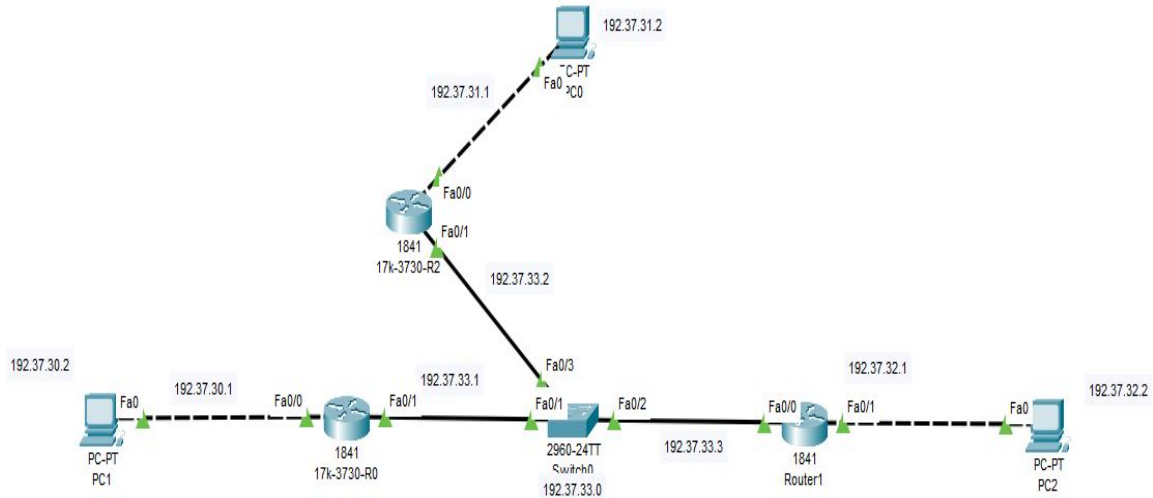 192.37.31.2
PC-PT
PC0
Fa0
192.37.31.1
Fa0/0
Fa0/1
1841
17k-3730-R2
192.37.33.2
Fa0/3
192.37.30.2
192.37.30.1
192.37.33.1
192.37.32.1
192.37.32.2
Fa0
Fa0/0
Fa0/1
Fa0/1
Fa0/2
Fa0/0
Fa0/1
Fa0
192.37.33.3
PC-PT
PC1
1841
17k-3730-R0
2960-24TT
Switch0
192.37.33.0
1841
Router1
PC-PT
PC2